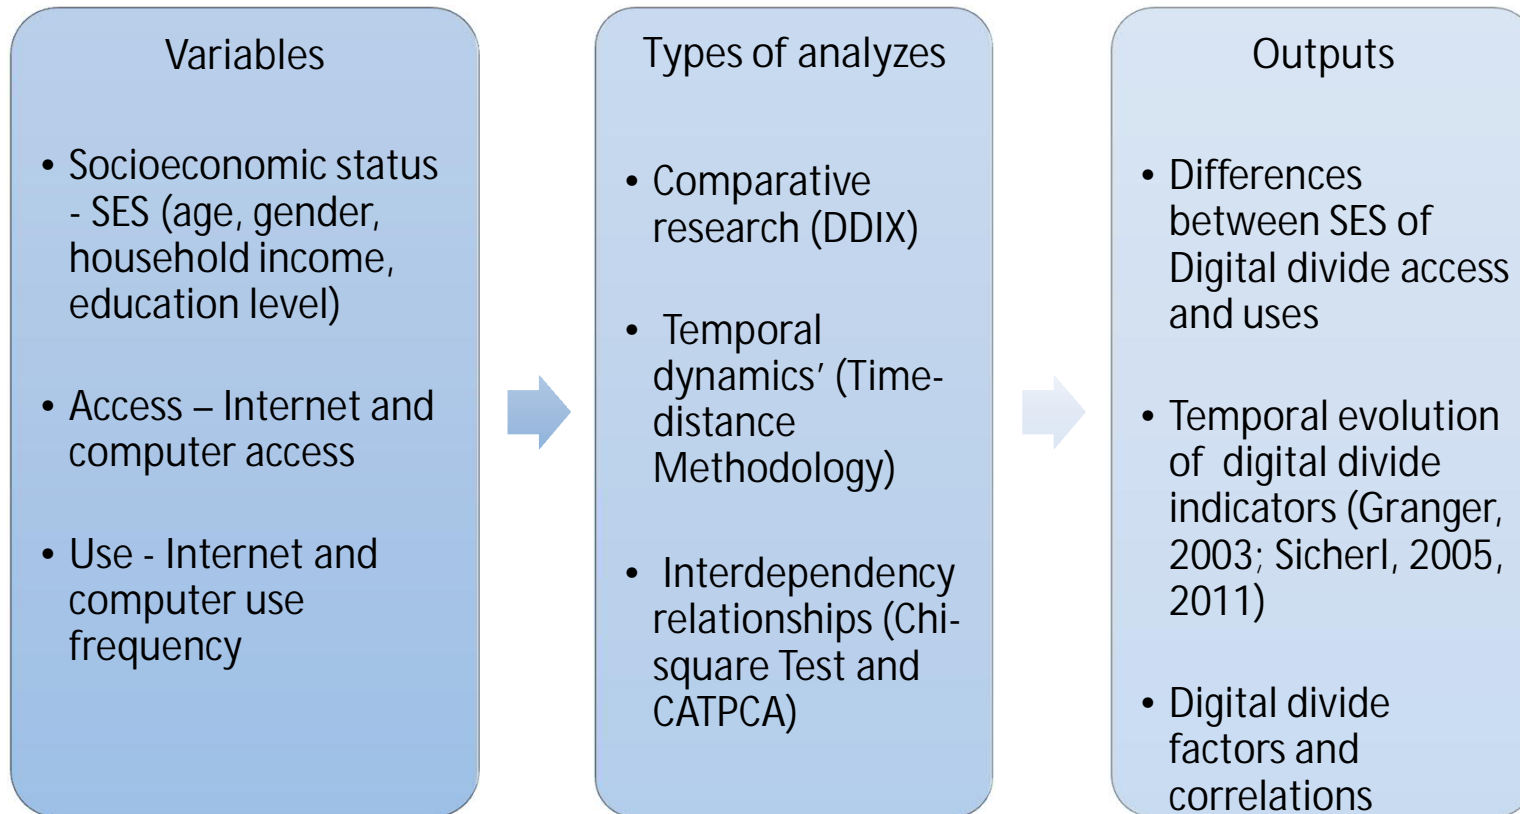 Variables
• Socioeconomic status
- SES (age, gender,
household income,
education level)
• Access – Internet and
computer access
• Use - Internet and
computer use
frequency
Types of analyzes
• Comparative
research (DDIX)
• Temporal
dynamics’ (Time-
distance
Methodology)
• Interdependency
relationships (Chi-
square Test and
CATPCA)
Outputs
• Differences
between SES of
Digital divide access
and uses
• Temporal evolution
of digital divide
indicators (Granger,
2003; Sicherl, 2005,
2011)
• Digital divide
factors and
correlations